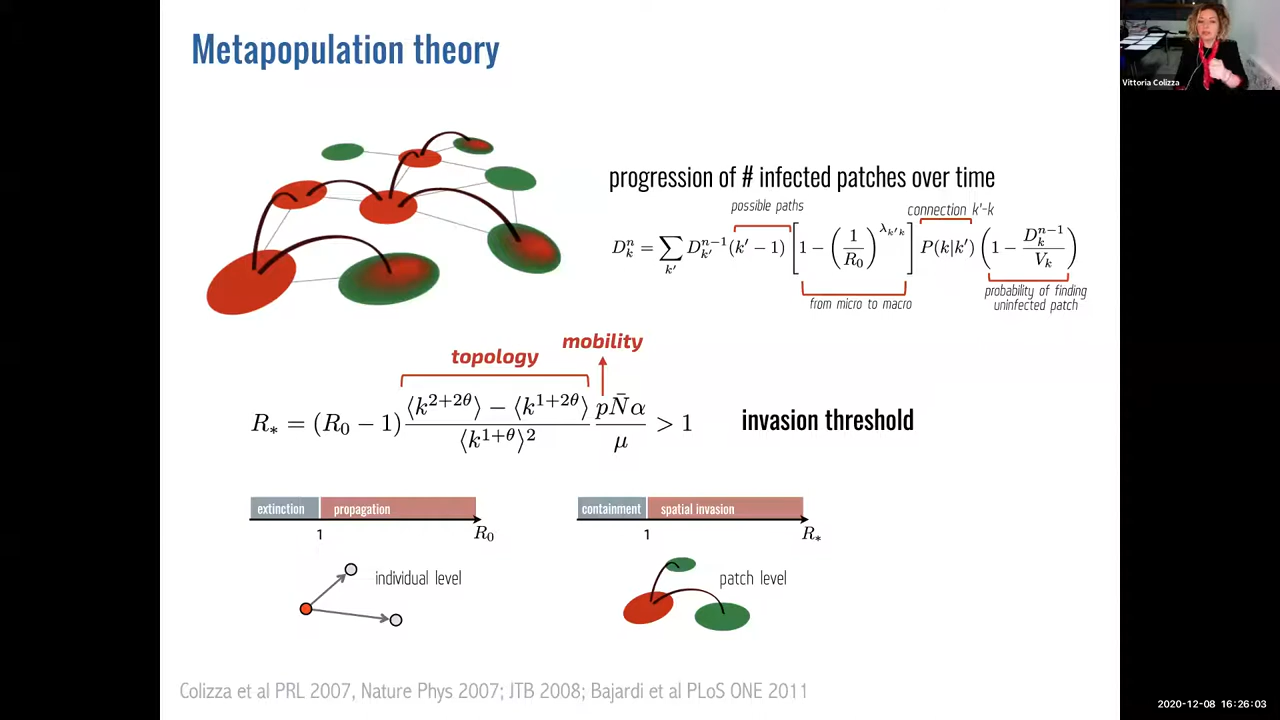 Metapopulation theory
Vittoria Colizza
progression of # infected patches over time
possible paths
connection k'-k
D_k^n = ∑_{k'} D_{k'}^{n-1}(k' − 1) [1 − (1/R_0)^{λ_{k'k}}] P(k|k') (1 − D_k^{n-1}/V_k)
from micro to macro
probability of finding
uninfected patch
mobility
topology
R_* = (R_0 − 1) (⟨k^{2+2θ}⟩ − ⟨k^{1+2θ}⟩)/⟨k^{1+θ}⟩^2 pN̄α/μ > 1
invasion threshold
extinction propagation
1 R_0
containment spatial invasion
1 R_*
individual level
patch level
Colizza et al PRL 2007, Nature Phys 2007; JTB 2008; Bajardi et al PLoS ONE 2011
2020-12-08 16:26:03